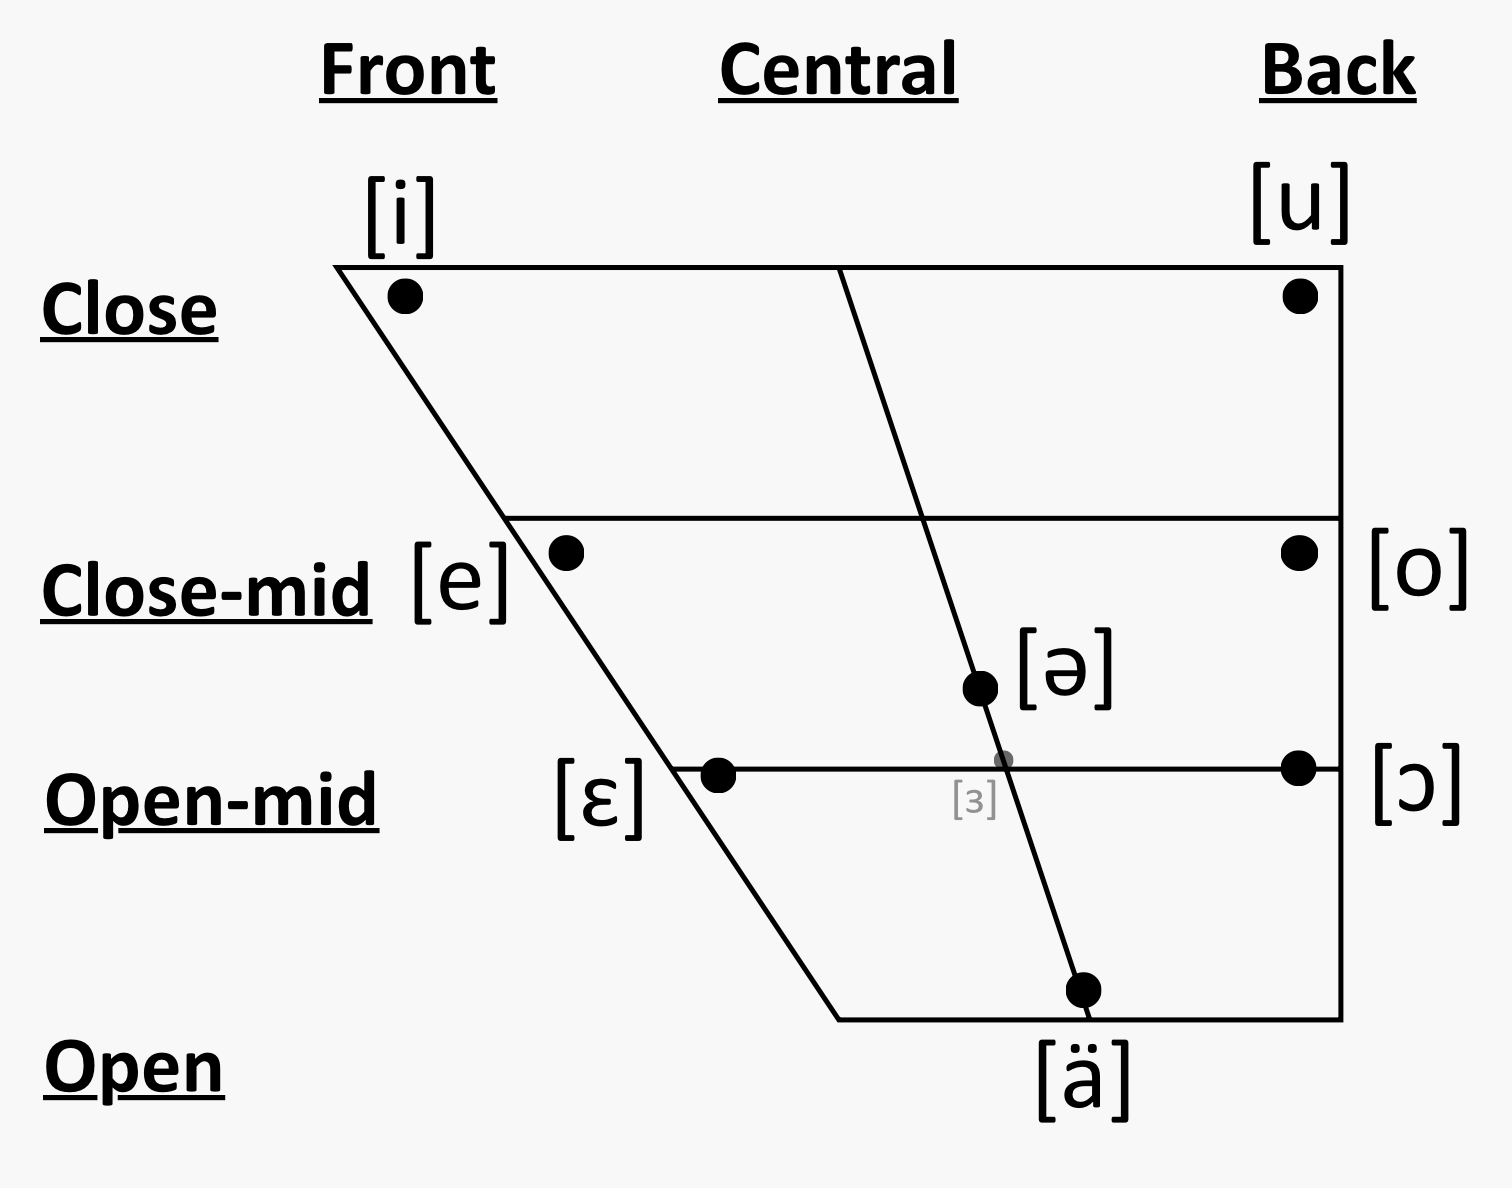 Front Central Back
[i] [u]
Close
Close-mid [e] [o]
[ə]
Open-mid [ɛ] [ɜ] [ɔ]
Open [ä]